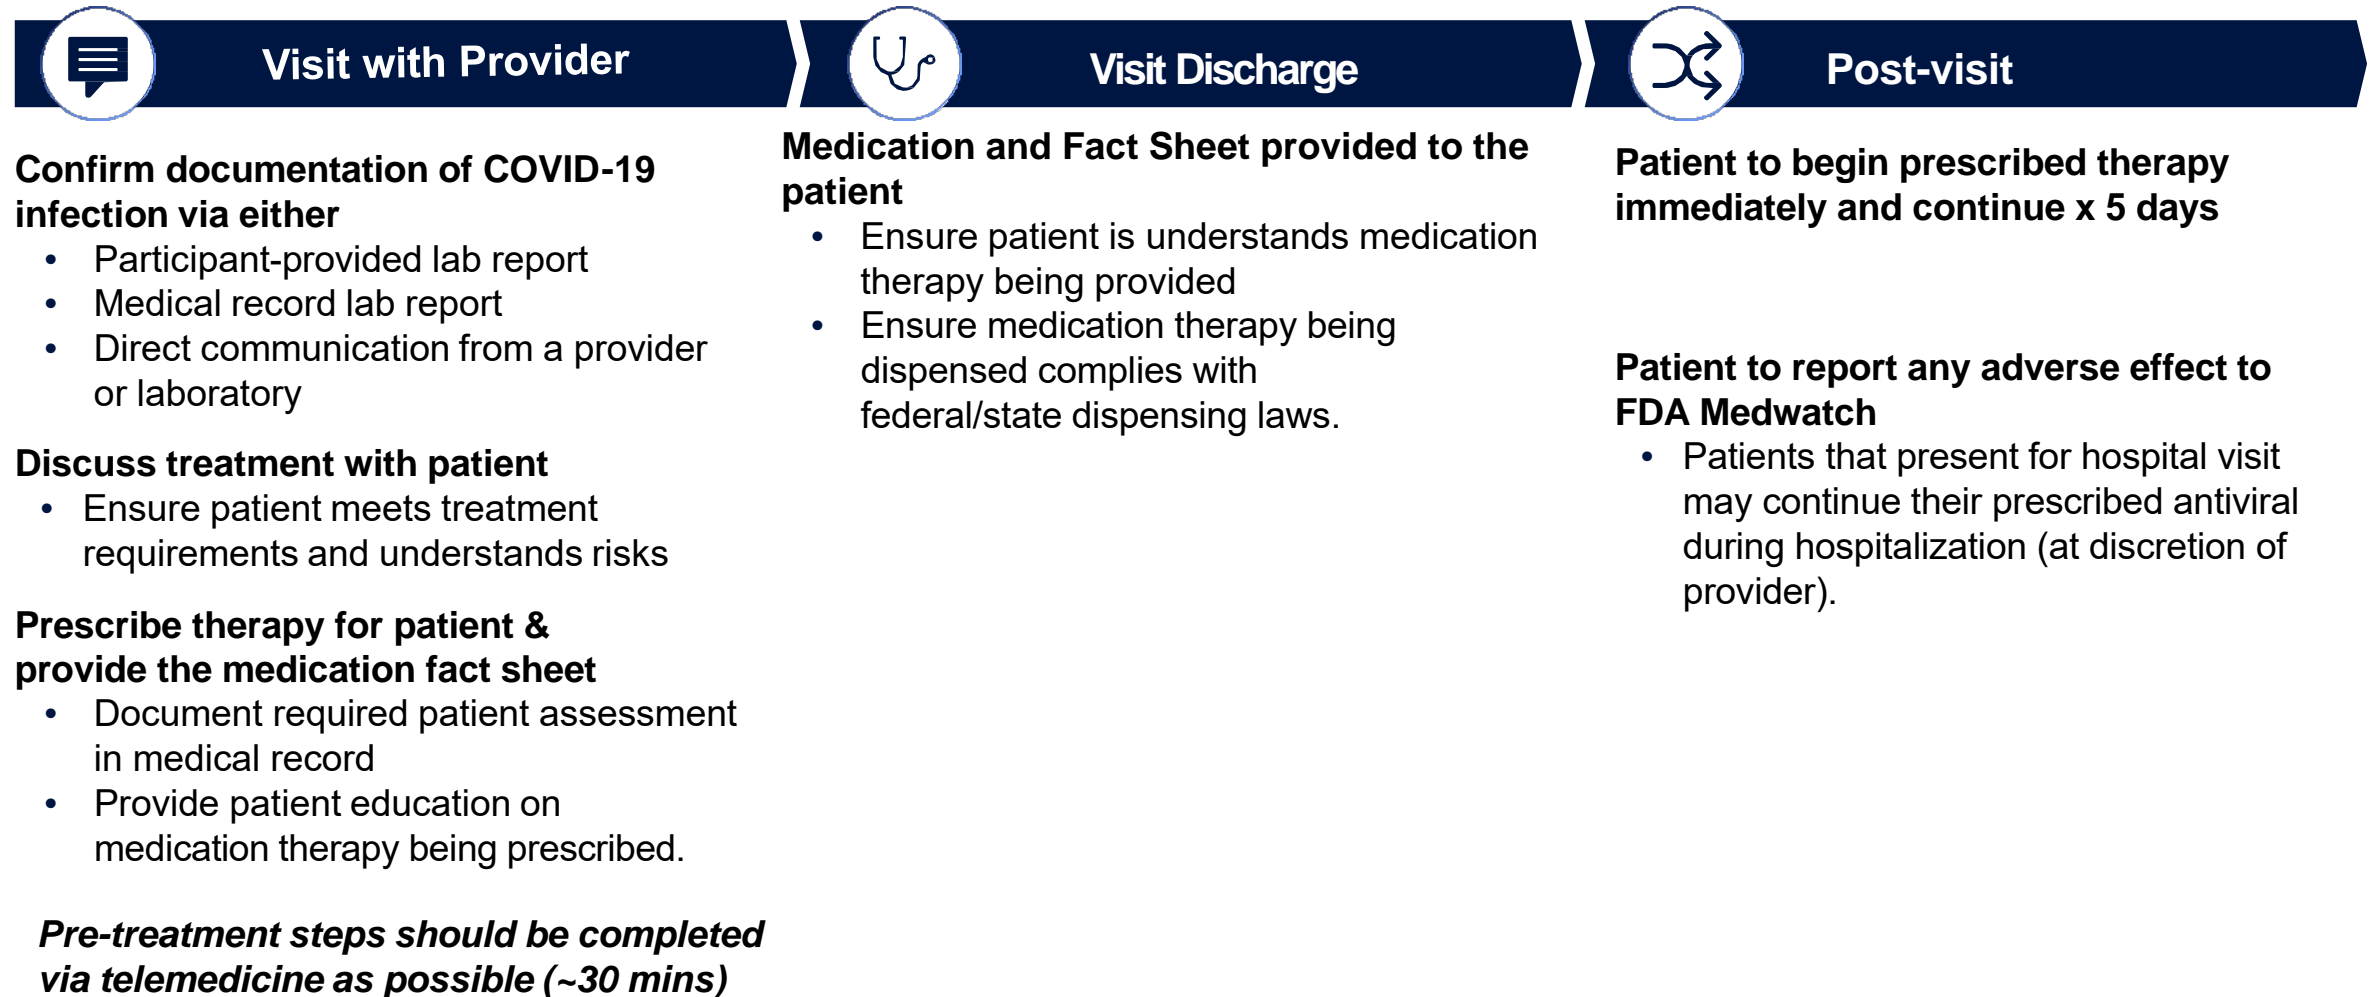 Visit with Provider
Confirm documentation of COVID-19
infection via either
• Participant-provided lab report
• Medical record lab report
• Direct communication from a provider
or laboratory
Discuss treatment with patient
• Ensure patient meets treatment
requirements and understands risks
Prescribe therapy for patient &
provide the medication fact sheet
• Document required patient assessment
in medical record
• Provide patient education on
medication therapy being prescribed.
Pre-treatment steps should be completed
via telemedicine as possible (~30 mins)
Visit Discharge
Medication and Fact Sheet provided to the
patient
• Ensure patient is understands medication
therapy being provided
• Ensure medication therapy being
dispensed complies with
federal/state dispensing laws.
Post-visit
Patient to begin prescribed therapy
immediately and continue x 5 days
Patient to report any adverse effect to
FDA Medwatch
• Patients that present for hospital visit
may continue their prescribed antiviral
during hospitalization (at discretion of
provider).